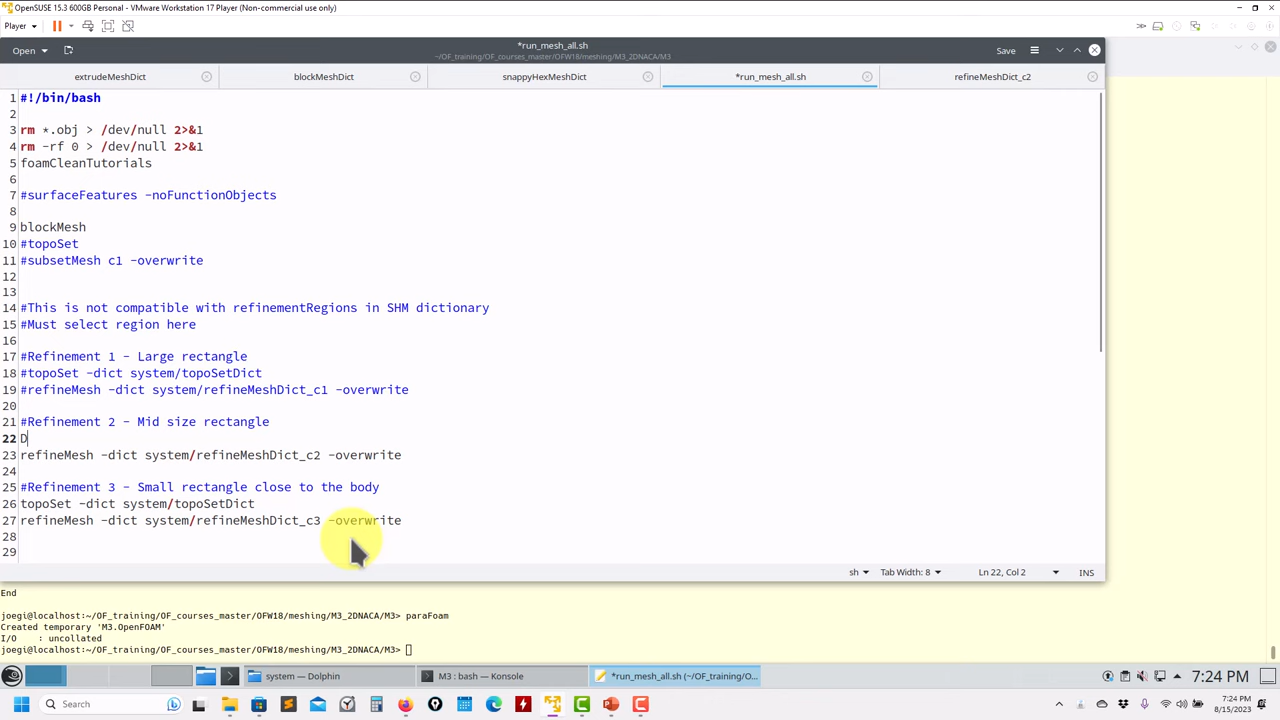 OpenSUSE 15.3 600GB Personal - VMware Workstation 17 Player (Non-commercial use only)
Player
Open
*run_mesh_all.sh
~/OF_training/OF_courses_master/OFW18/meshing/M3_2DNACA/M3
Save
extrudeMeshDict
blockMeshDict
snappyHexMeshDict
*run_mesh_all.sh
refineMeshDict_c2
1 #!/bin/bash
2
3 rm *.obj > /dev/null 2>&1
4 rm -rf 0 > /dev/null 2>&1
5 foamCleanTutorials
6
7 #surfaceFeatures -noFunctionObjects
8
9 blockMesh
10 #topoSet
11 #subsetMesh c1 -overwrite
12
13
14 #This is not compatible with refinementRegions in SHM dictionary
15 #Must select region here
16
17 #Refinement 1 - Large rectangle
18 #topoSet -dict system/topoSetDict
19 #refineMesh -dict system/refineMeshDict_c1 -overwrite
20
21 #Refinement 2 - Mid size rectangle
22 D
23 refineMesh -dict system/refineMeshDict_c2 -overwrite
24
25 #Refinement 3 - Small rectangle close to the body
26 topoSet -dict system/topoSetDict
27 refineMesh -dict system/refineMeshDict_c3 -overwrite
28
29
sh
Tab Width: 8
Ln 22, Col 2
INS
End
joegi@localhost:~/OF_training/OF_courses_master/OFW18/meshing/M3_2DNACA/M3> paraFoam
Created temporary 'M3.OpenFOAM'
I/O : uncollated
joegi@localhost:~/OF_training/OF_courses_master/OFW18/meshing/M3_2DNACA/M3>
system — Dolphin
M3 : bash — Konsole
*run_mesh_all.sh (~/OF_training/O...
7:24 PM
Search
7:24 PM
8/15/2023